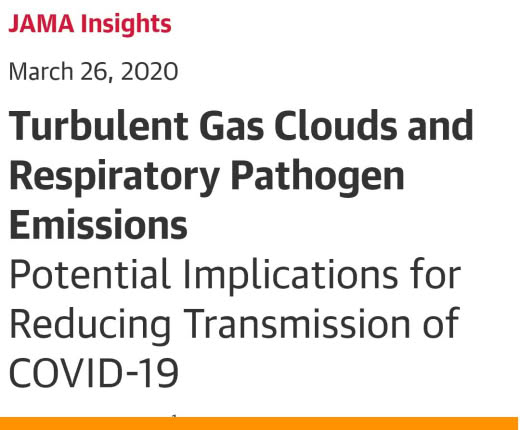 JAMA Insights
March 26, 2020
Turbulent Gas Clouds and
Respiratory Pathogen
Emissions
Potential Implications for
Reducing Transmission of
COVID-19